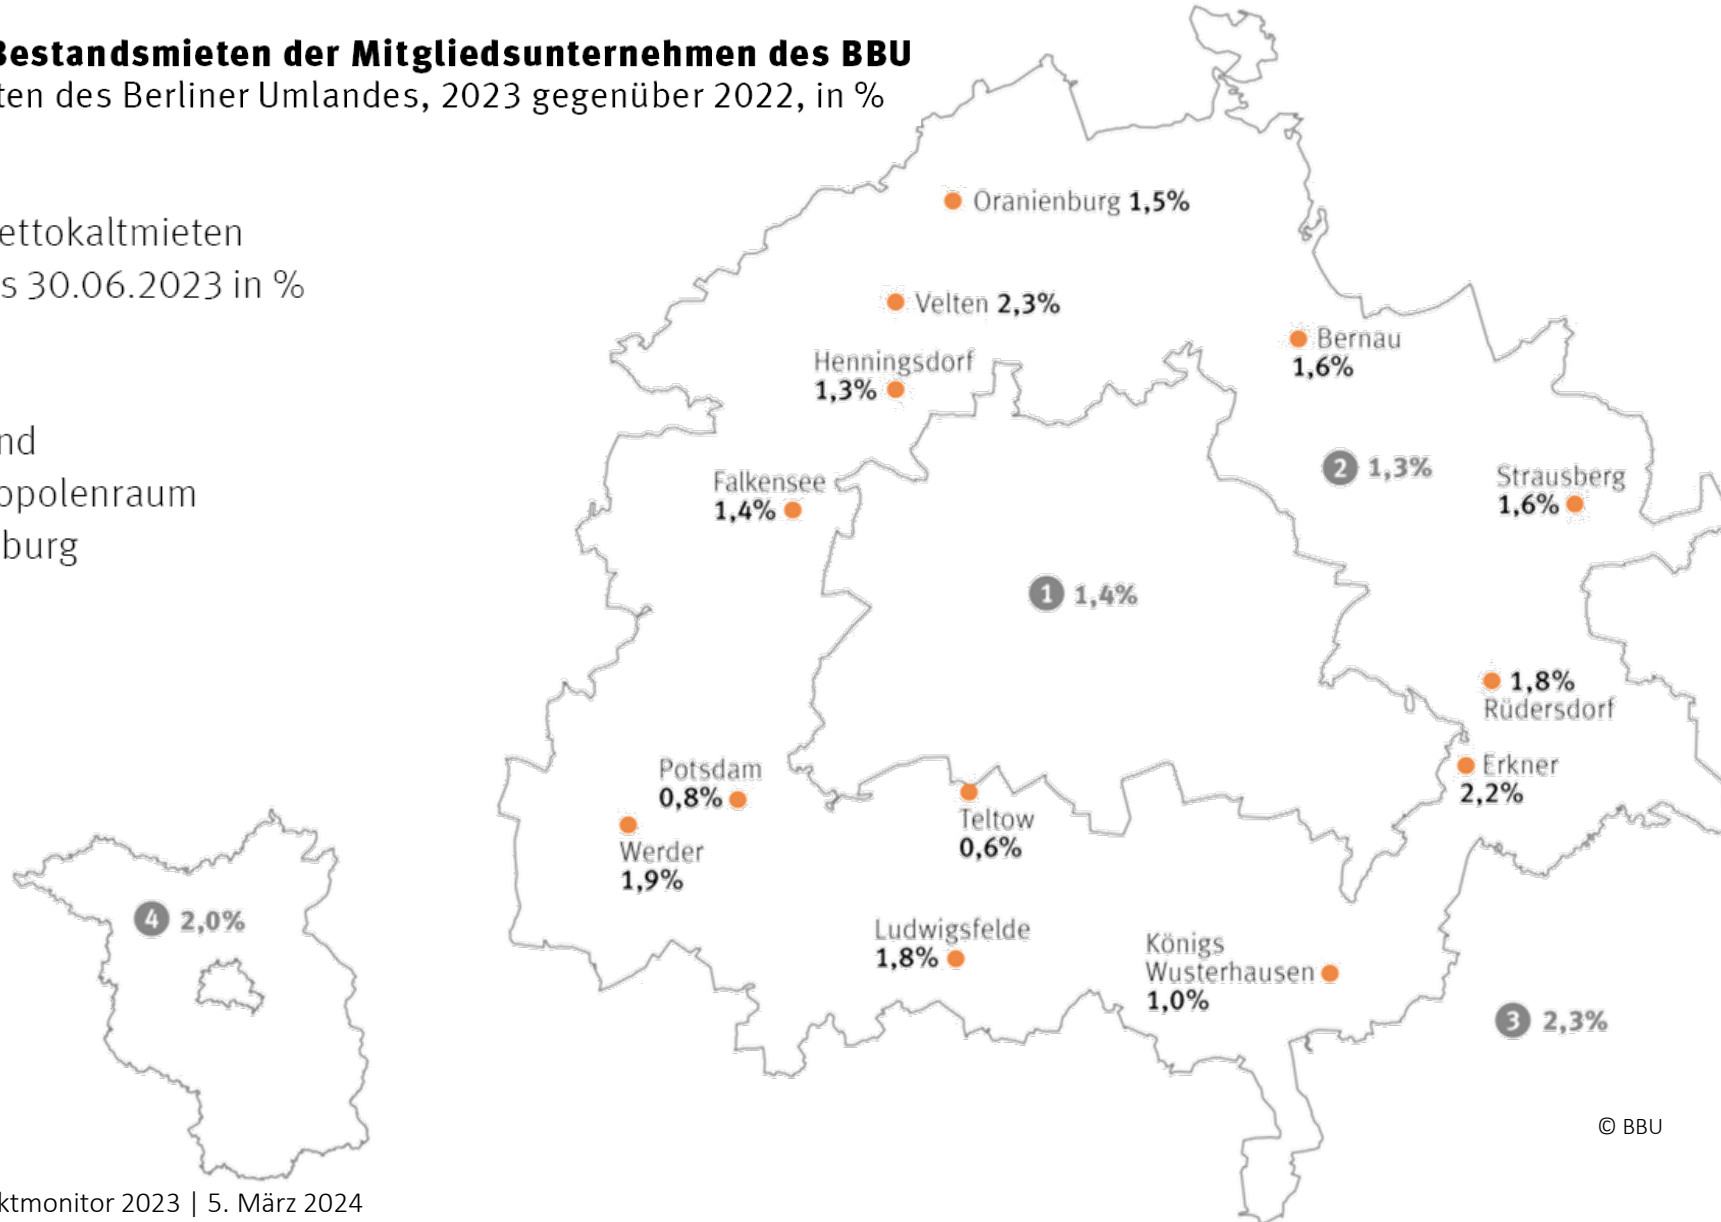 Bestandsmieten der Mitgliedsunternehmen des BBU
ten des Berliner Umlandes, 2023 gegenüber 2022, in %
ettokaltmieten
s 30.06.2023 in %
nd
opolenraum
burg
Oranienburg 1,5%
Velten 2,3%
Henningsdorf
1,3%
Bernau
1,6%
Falkensee
1,4%
2 1,3%
Strausberg
1,6%
1 1,4%
1,8%
Rüdersdorf
Potsdam
0,8%
Erkner
2,2%
Teltow
0,6%
Werder
1,9%
4 2,0%
Ludwigsfelde
1,8%
Königs
Wusterhausen
1,0%
3 2,3%
© BBU
ktmonitor 2023 | 5. März 2024